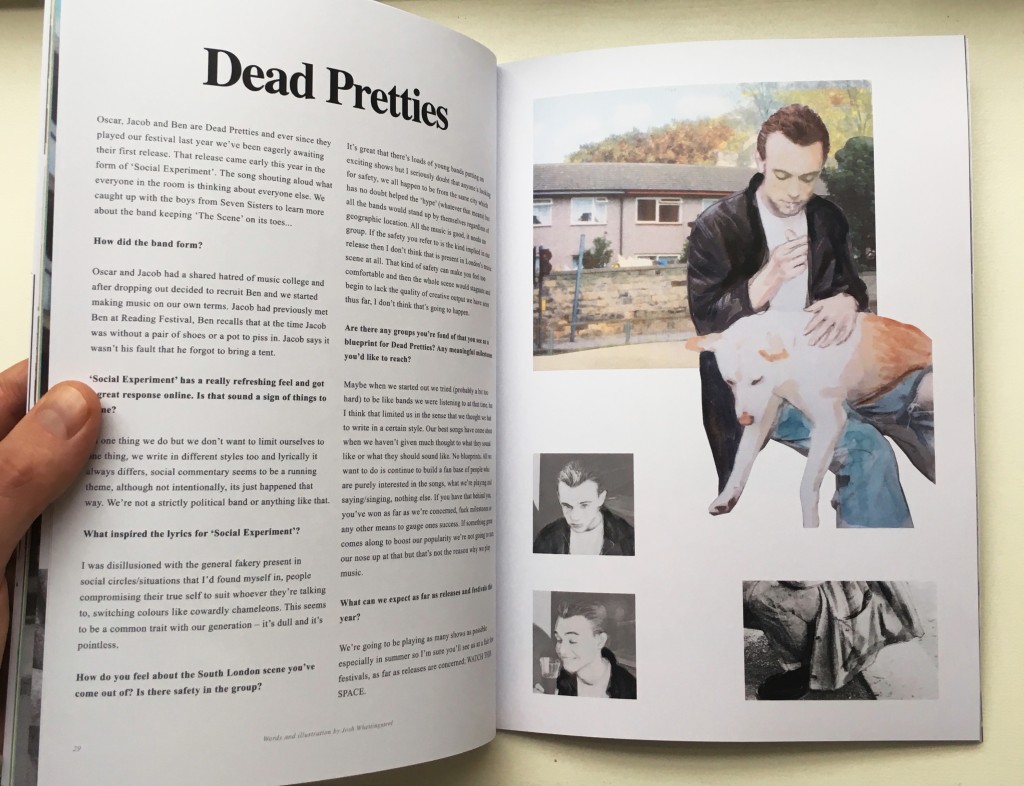 Dead Pretties
Oscar, Jacob and Ben are Dead Pretties and ever since they
played our festival last year we've been eagerly awaiting
their first release. That release came early this year in the
form of 'Social Experiment'. The song shouting aloud what
everyone in the room is thinking about everyone else. We
caught up with the boys from Seven Sisters to learn more
about the band keeping 'The Scene' on its toes...
How did the band form?
Oscar and Jacob had a shared hatred of music college and
after dropping out decided to recruit Ben and we started
making music on our own terms. Jacob had previously met
Ben at Reading Festival, Ben recalls that at the time Jacob
was without a pair of shoes or a pot to piss in. Jacob says it
wasn't his fault that he forgot to bring a tent.
'Social Experiment' has a really refreshing feel and got
great response online. Is that sound a sign of things to
one thing we do but we don't want to limit ourselves to
thing, we write in different styles too and lyrically it
always differs, social commentary seems to be a running
theme, although not intentionally, its just happened that
way. We're not a strictly political band or anything like that.
What inspired the lyrics for 'Social Experiment'?
I was disillusioned with the general fakery present in
social circles/situations that I'd found myself in, people
compromising their true self to suit whoever they're talking
to, switching colours like cowardly chameleons. This seems
to be a common trait with our generation – it's dull and it's
pointless.
How do you feel about the South London scene you've
come out of? Is there safety in the group?
It's great that there's loads of young bands putting on
exciting shows but I seriously doubt that anyone is looking
for safety, we all happen to be from the same city which
has no doubt helped the 'hype' (whatever that means) but
all the bands would stand up by themselves regardless of
geographic location. All the music is good, it needs no
group. If the safety you refer to is the kind implied in
release then I don't think that is present in London's music
scene at all. That kind of safety can make you feel too
comfortable and then the whole scene would stagnate and
begin to lack the quality of creative output we have seen
thus far, I don't think that's going to happen.
Are there any groups you're fond of that you see as a
blueprint for Dead Pretties? Any meaningful milestones
you'd like to reach?
Maybe when we started out we tried (probably a bit too
hard) to be like bands we were listening to at that time, but
I think that limited us in the sense that we thought we had
to write in a certain style. Our best songs have come about
when we haven't given much thought to what they sound
like or what they should sound like. No blueprints. All we
want to do is continue to build a fan base of people who
are purely interested in the songs, what we're playing and
saying/singing, nothing else. If you have that behind you
you've won as far as we're concerned, fuck milestones or
any other means to gauge ones success. If something great
comes along to boost our popularity we're not going to turn
our nose up at that but that's not the reason why we play
music.
What can we expect as far as releases and festivals this
year?
We're going to be playing as many shows as possible
especially in summer so I'm sure you'll see us at a few
festivals, as far as releases are concerned, WATCH THIS
SPACE.
Words and illustration by Josh
29